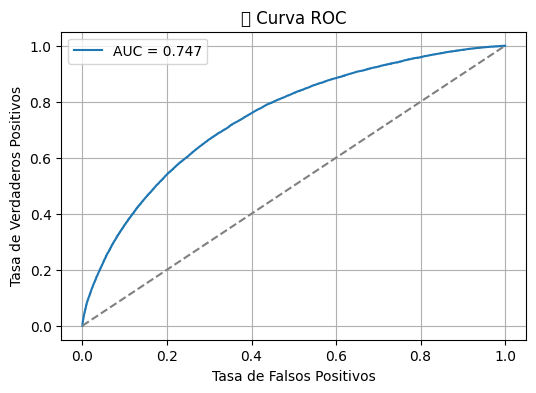 Curva ROC
AUC = 0.747
Tasa de Verdaderos Positivos
1.0
0.8
0.6
0.4
0.2
0.0
0.0 0.2 0.4 0.6 0.8 1.0
Tasa de Falsos Positivos